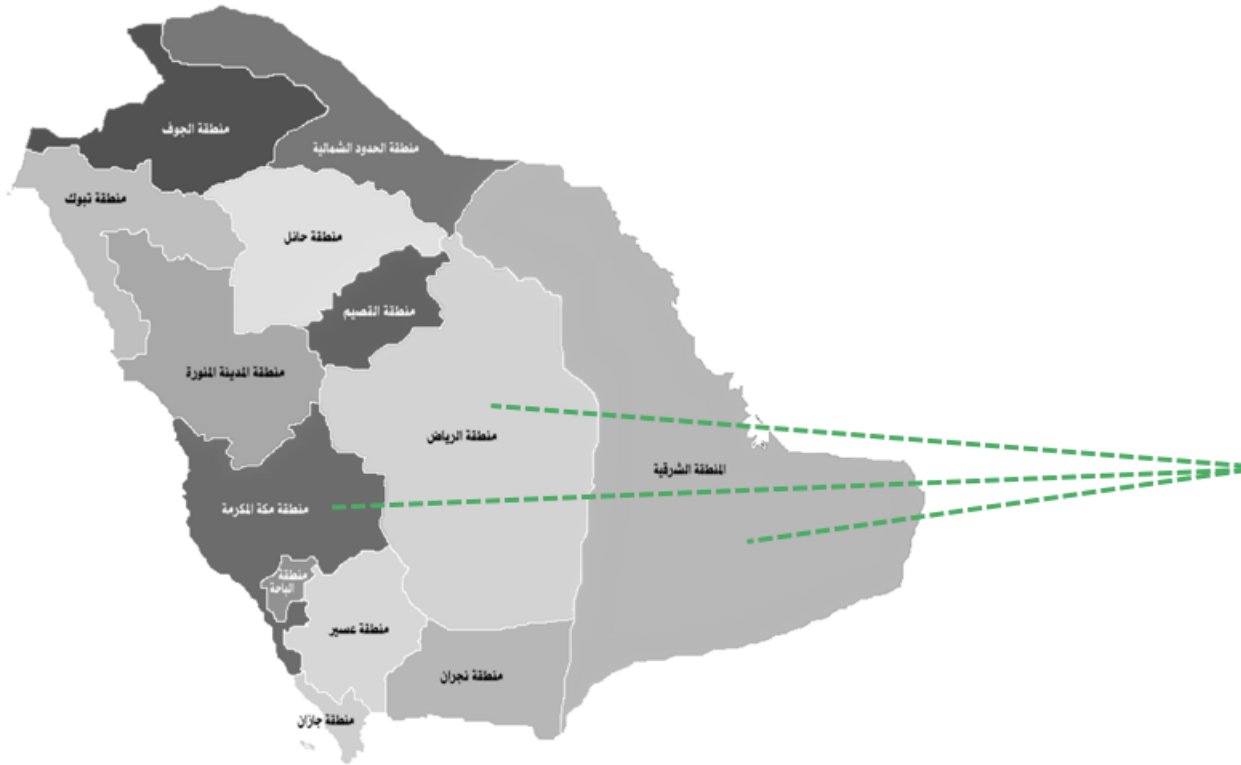 منطقة الجوف
منطقة الحدود الشمالية
منطقة تبوك
منطقة حائل
منطقة القصيم
منطقة المدينة المنورة
منطقة الرياض
المنطقة الشرقية
منطقة مكة المكرمة
منطقة
الباحة
منطقة عسير
منطقة نجران
منطقة جازان